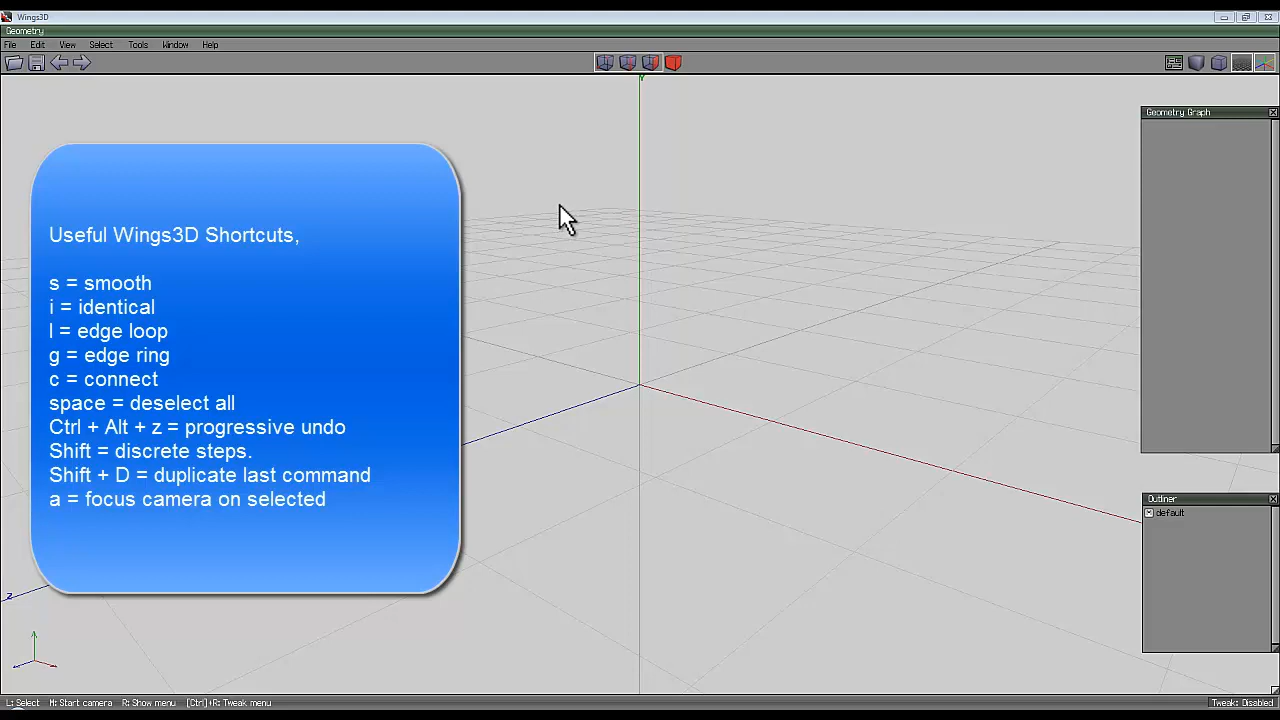 Wings3D
Geometry
File Edit View Select Tools Window Help
Y
Geometry Graph
Useful Wings3D Shortcuts,
s = smooth
i = identical
l = edge loop
g = edge ring
c = connect
space = deselect all
Ctrl + Alt + z = progressive undo
Shift = discrete steps.
Shift + D = duplicate last command
a = focus camera on selected
Outliner
default
Z
L: Select M: Start camera R: Show menu [Ctrl]+R: Tweak menu
Tweak: Disabled